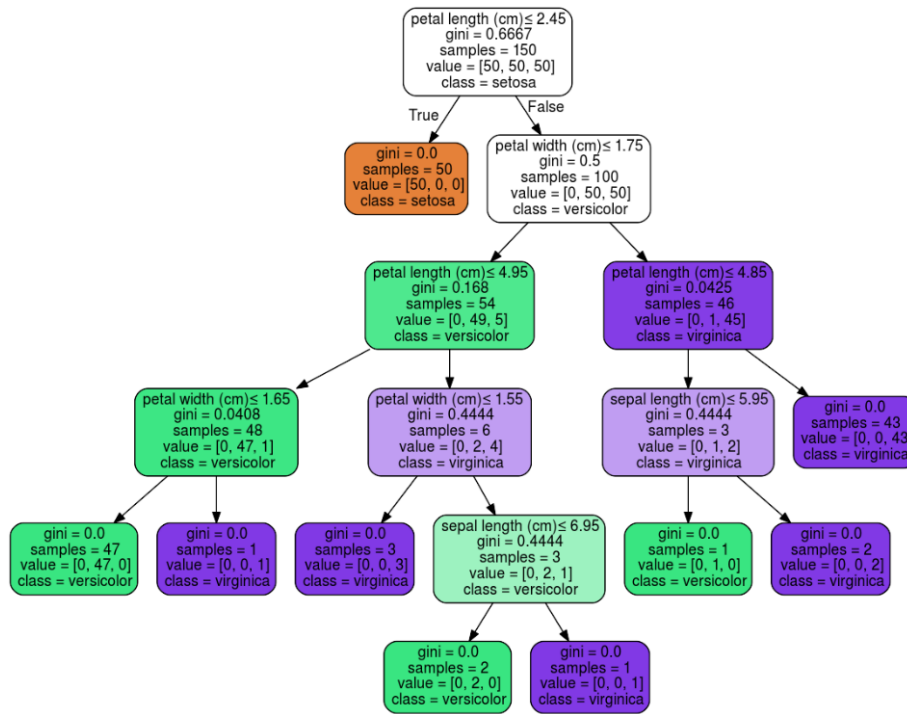 petal length (cm)≤ 2.45
gini = 0.6667
samples = 150
value = [50, 50, 50]
class = setosa
True
False
gini = 0.0
samples = 50
value = [50, 0, 0]
class = setosa
petal width (cm)≤ 1.75
gini = 0.5
samples = 100
value = [0, 50, 50]
class = versicolor
petal length (cm)≤ 4.95
gini = 0.168
samples = 54
value = [0, 49, 5]
class = versicolor
petal length (cm)≤ 4.85
gini = 0.0425
samples = 46
value = [0, 1, 45]
class = virginica
petal width (cm)≤ 1.65
gini = 0.0408
samples = 48
value = [0, 47, 1]
class = versicolor
petal width (cm)≤ 1.55
gini = 0.4444
samples = 6
value = [0, 2, 4]
class = virginica
sepal length (cm)≤ 5.95
gini = 0.4444
samples = 3
value = [0, 1, 2]
class = virginica
gini = 0.0
samples = 43
value = [0, 0, 43]
class = virginica
gini = 0.0
samples = 47
value = [0, 47, 0]
class = versicolor
gini = 0.0
samples = 1
value = [0, 0, 1]
class = virginica
gini = 0.0
samples = 3
value = [0, 0, 3]
class = virginica
sepal length (cm)≤ 6.95
gini = 0.4444
samples = 3
value = [0, 2, 1]
class = versicolor
gini = 0.0
samples = 1
value = [0, 1, 0]
class = versicolor
gini = 0.0
samples = 2
value = [0, 0, 2]
class = virginica
gini = 0.0
samples = 2
value = [0, 2, 0]
class = versicolor
gini = 0.0
samples = 1
value = [0, 0, 1]
class = virginica